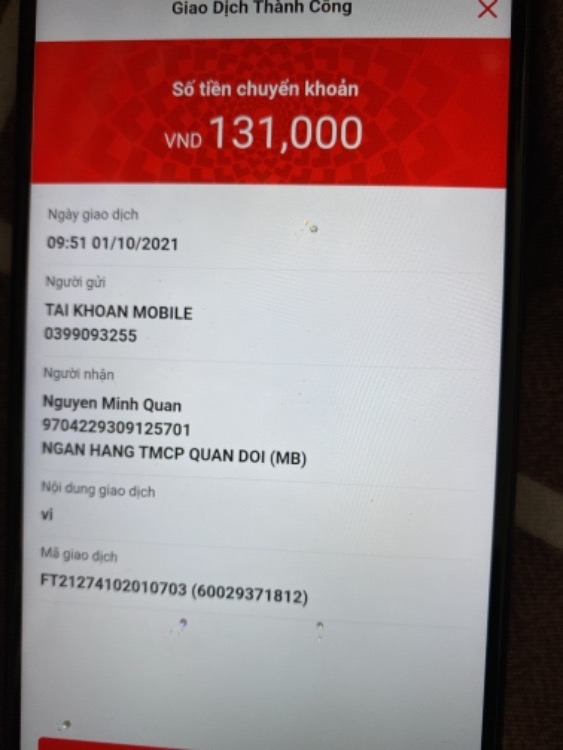 Giao Dịch Thành Công
Số tiền chuyển khoản
VND 131,000
Ngày giao dịch
09:51 01/10/2021
Người gửi
TAI KHOAN MOBILE
0399093255
Người nhận
Nguyen Minh Quan
9704229309125701
NGAN HANG TMCP QUAN DOI (MB)
Nội dung giao dịch
ví
Mã giao dịch
FT21274102010703 (60029371812)